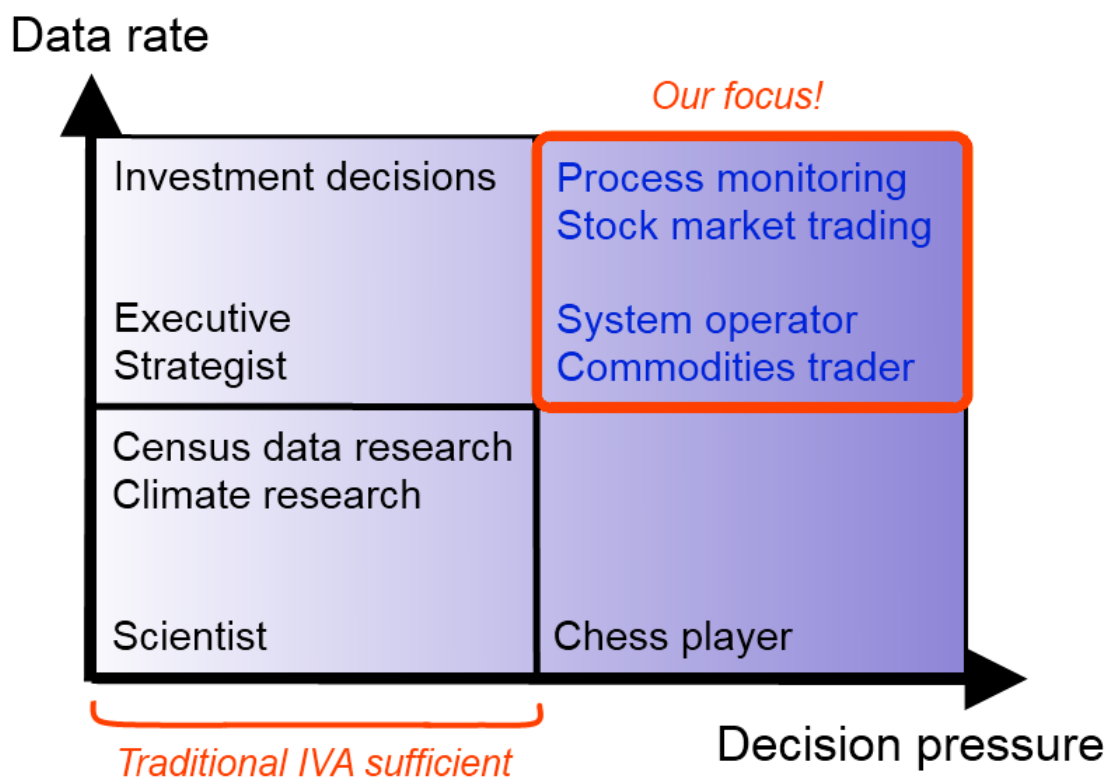 Data rate
Our focus!
Investment decisions
Executive
Strategist
Process monitoring
Stock market trading
System operator
Commodities trader
Census data research
Climate research
Scientist
Chess player
Traditional IVA sufficient
Decision pressure